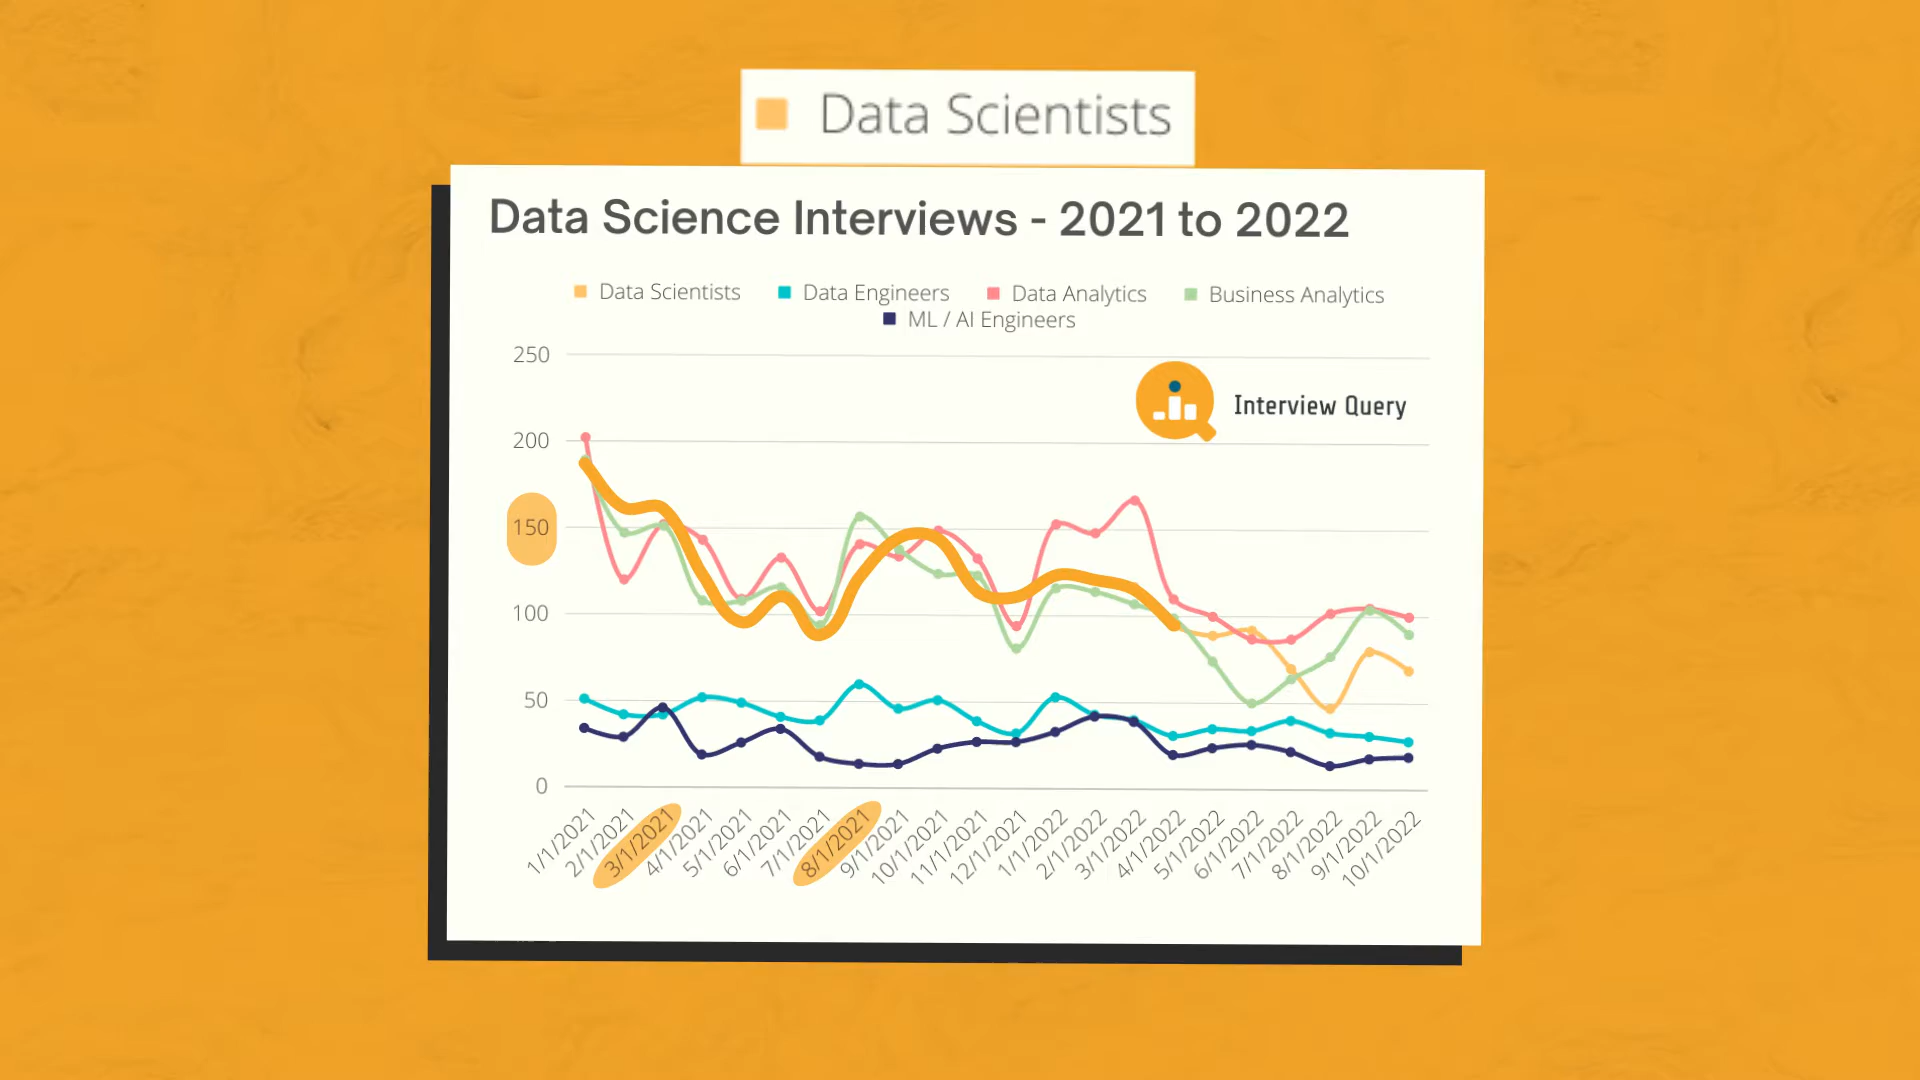 Data Scientists
Data Science Interviews - 2021 to 2022
Data Scientists Data Engineers Data Analytics Business Analytics
ML / AI Engineers
250
Interview Query
200
150
100
50
0
1/1/2021 2/1/2021 3/1/2021 4/1/2021 5/1/2021 6/1/2021 7/1/2021 8/1/2021 9/1/2021 10/1/2021 11/1/2021 12/1/2021 1/1/2022 2/1/2022 3/1/2022 4/1/2022 5/1/2022 6/1/2022 7/1/2022 8/1/2022 9/1/2022 10/1/2022